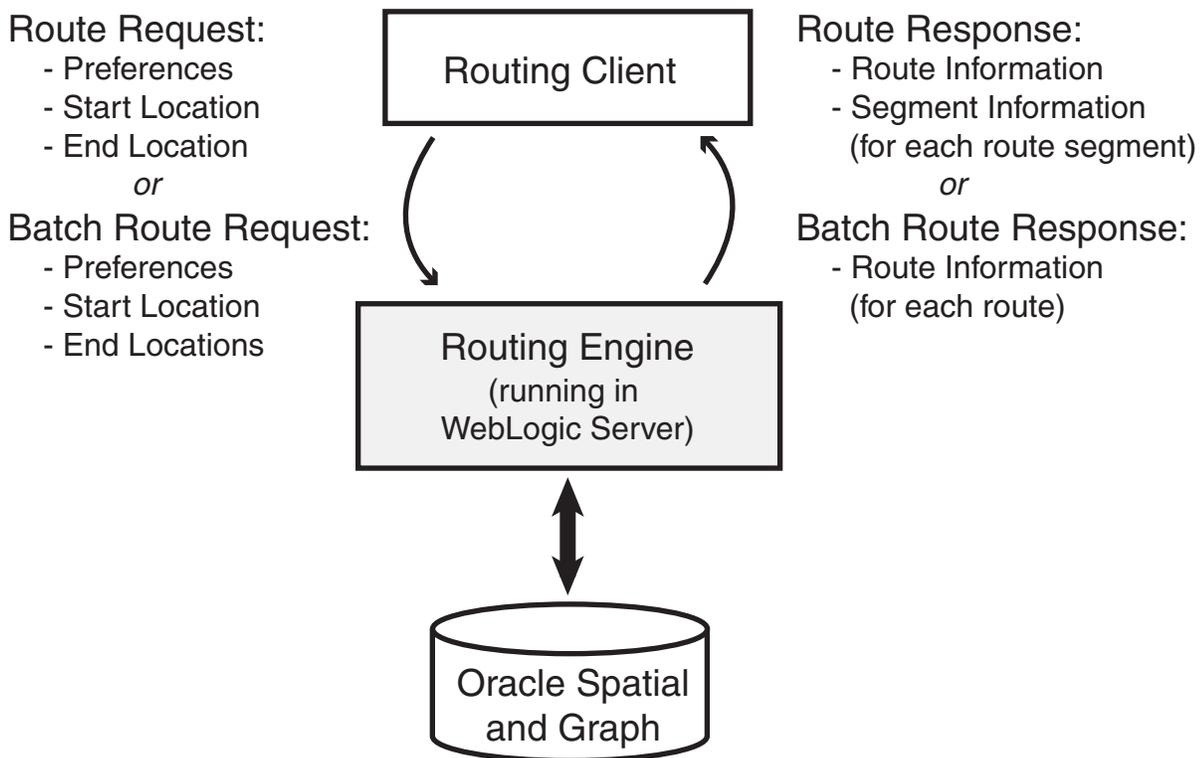 Route Request:
- Preferences
- Start Location
- End Location
or
Batch Route Request:
- Preferences
- Start Location
- End Locations
Routing Client
Route Response:
- Route Information
- Segment Information
(for each route segment)
or
Batch Route Response:
- Route Information
(for each route)
Routing Engine
(running in
WebLogic Server)
Oracle Spatial
and Graph